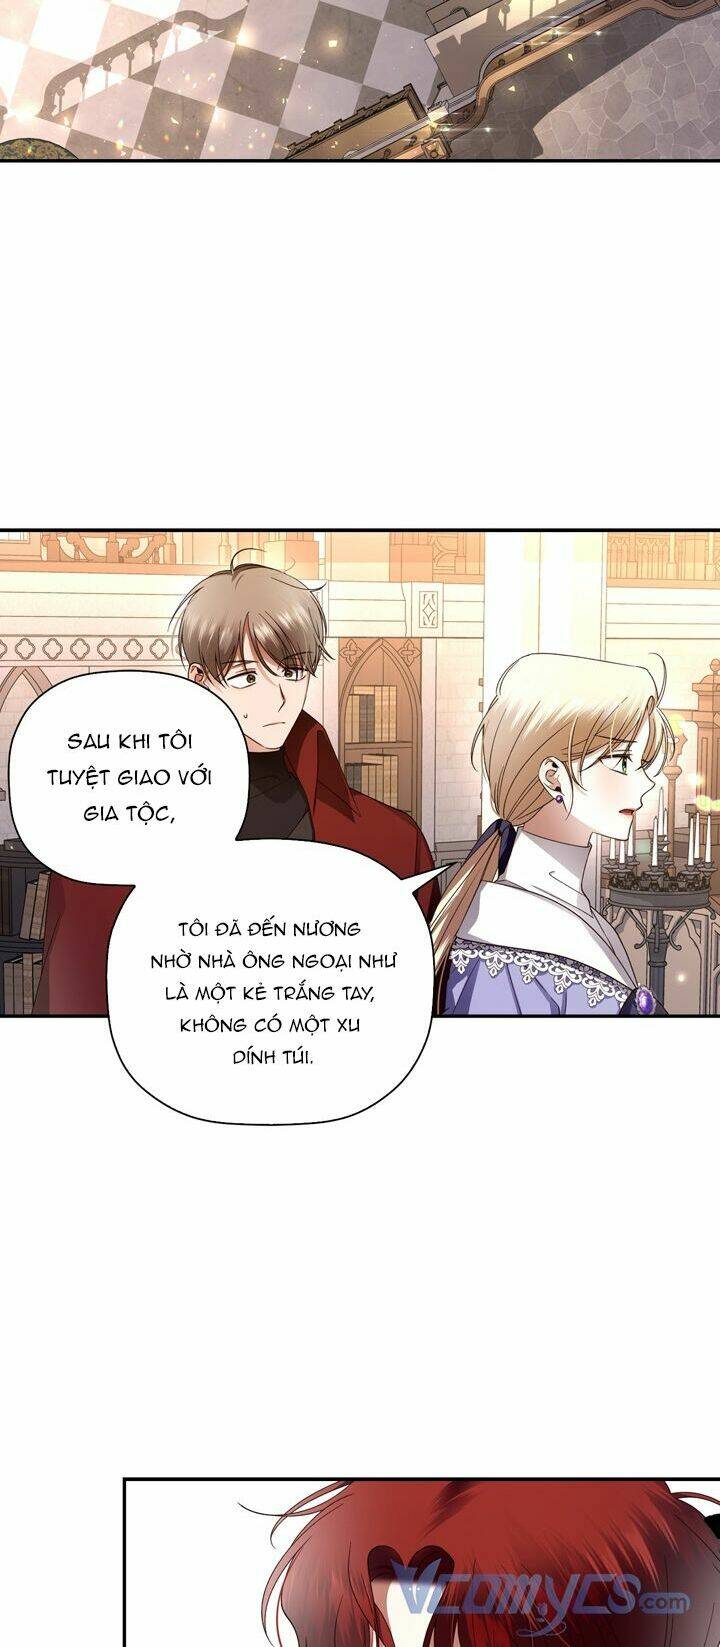 SAU KHI TÔI
TUYỆT GIAO VỚI
GIA TỘC,
TÔI ĐÃ ĐẾN NƯƠNG
NHỜ NHÀ ÔNG NGOẠI NHƯ
LÀ MỘT KẺ TRẮNG TAY,
KHÔNG CÓ MỘT XU
DÍNH TÚI.
VCOMYCS.com